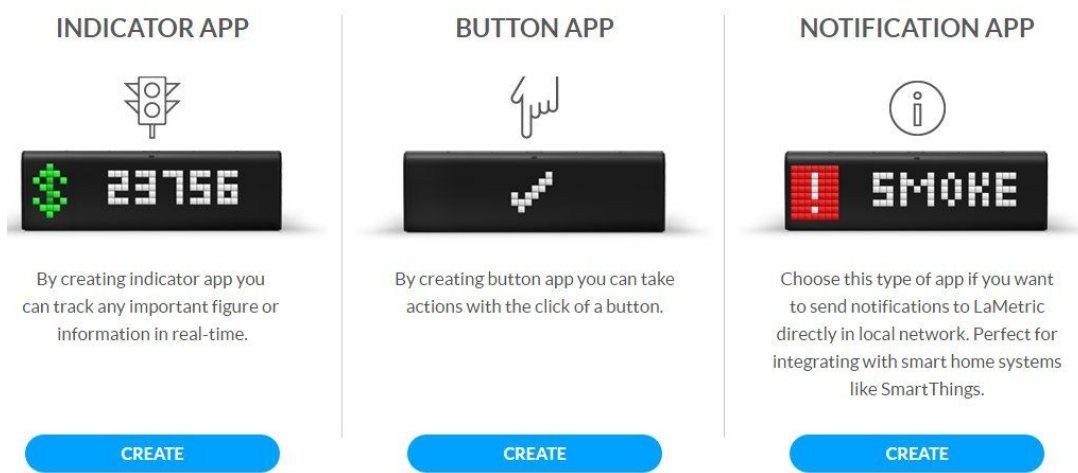 INDICATOR APP
23756
By creating indicator app you
can track any important figure or
information in real-time.
CREATE
BUTTON APP
By creating button app you can take
actions with the click of a button.
CREATE
NOTIFICATION APP
! SMOKE
Choose this type of app if you want
to send notifications to LaMetric
directly in local network. Perfect for
integrating with smart home systems
like SmartThings.
CREATE